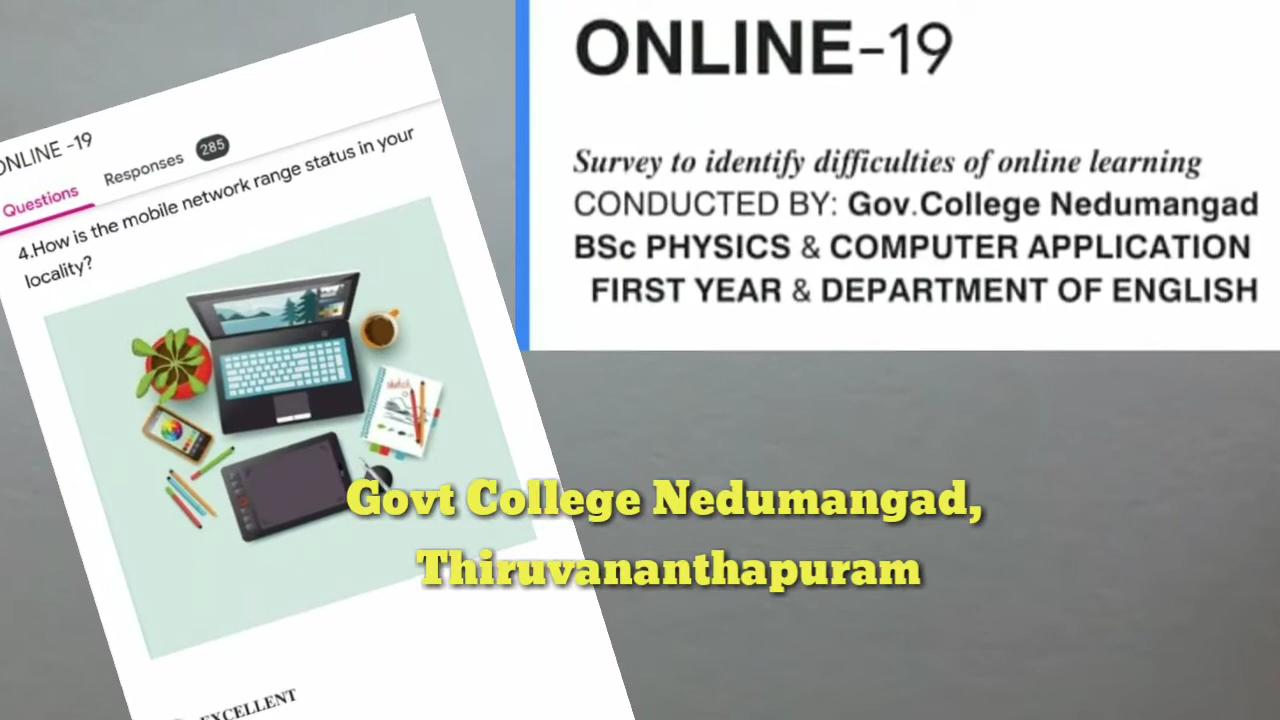 ONLINE-19
Survey to identify difficulties of online learning
CONDUCTED BY: Gov.College Nedumangad
BSc PHYSICS & COMPUTER APPLICATION
FIRST YEAR & DEPARTMENT OF ENGLISH
ONLINE -19
Questions Responses 285
4.How is the mobile network range status in your
locality?
sketch
EXCELLENT
Govt College Nedumangad,
Thiruvananthapuram